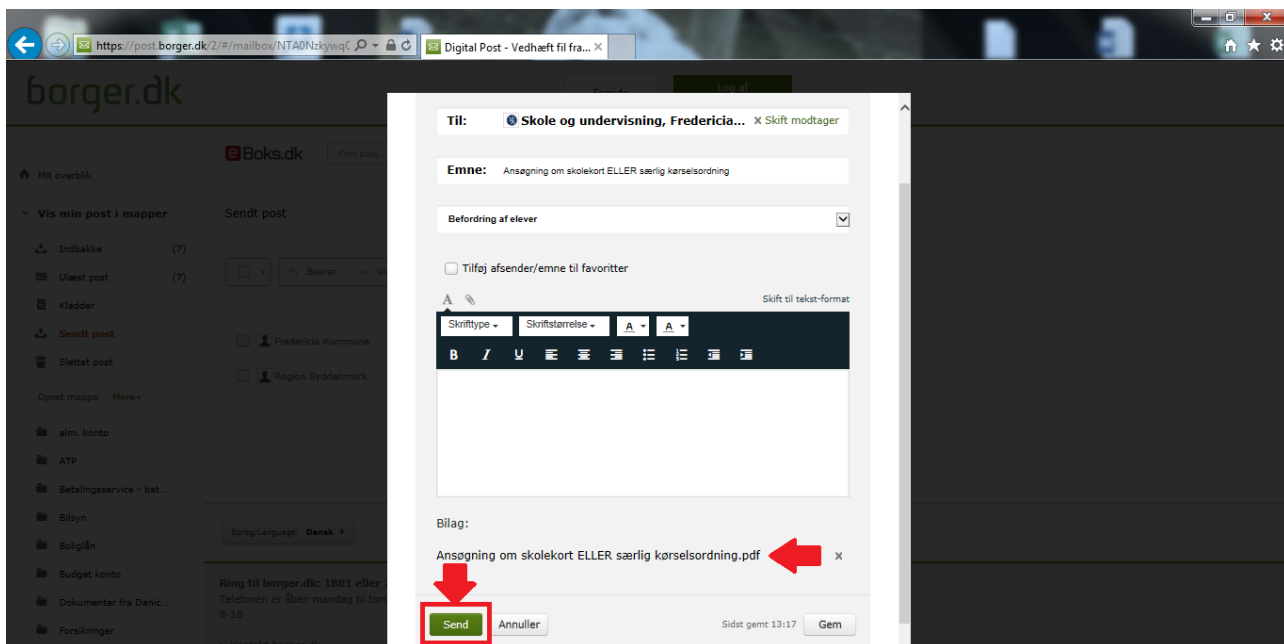 https://post.borger.dk/2/#/mailbox/NTA0NzkywqC
Digital Post - Vedhæft fil fra...
borger.dk
Forside
Log af
Til: Skole og undervisning, Fredericia... × Skift modtager
e-Boks.dk
Find post...
Emne: Ansøgning om skolekort ELLER særlig kørselsordning
Mit overblik
Vis min post i mapper
Sendt post
Befordring af elever
Indbakke (7)
Ulæst post (7)
Besvar
Tilføj afsender/emne til favoritter
Kladder
Skift til tekst-format
Sendt post
Fredericia Kommune
Skrifttype
Skriftstørrelse
A
A
Slettet post
B I U
Region Syddanmark
Opret mappe Mere
alm. konto
ATP
Betalingsservice - bat...
Bilsyn
Bilag:
Sprog/Language: Dansk
Boliglån
Ansøgning om skolekort ELLER særlig kørselsordning.pdf ×
Budget konto
Ring til borger.dk: 1881 eller
Dokumenter fra Danic...
Telefonen er åben mandag til tors
8-18
Forsikringer
Send
Annuller
Sidst gemt 13:17
Gem